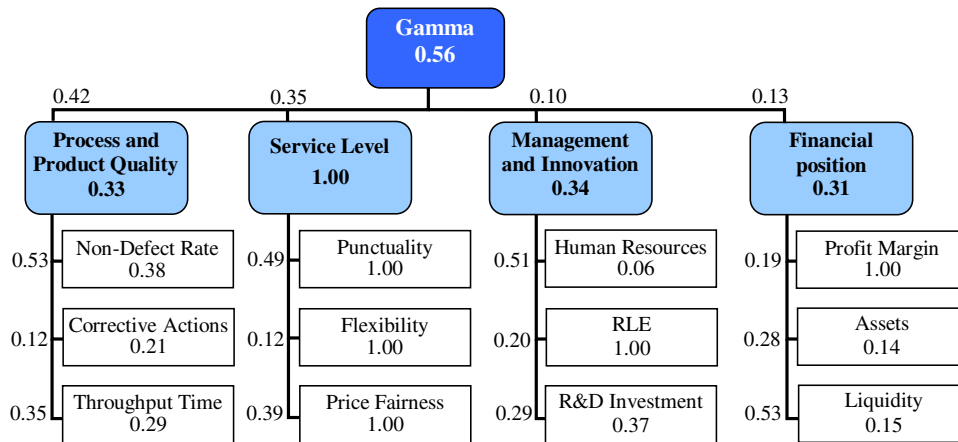 Gamma
0.56
0.42
0.35
0.10
0.13
Process and
Product Quality
0.33
Service Level
1.00
Management
and Innovation
0.34
Financial
position
0.31
0.53
Non-Defect Rate
0.38
0.12
Corrective Actions
0.21
0.35
Throughput Time
0.29
0.49
Punctuality
1.00
0.12
Flexibility
1.00
0.39
Price Fairness
1.00
0.51
Human Resources
0.06
0.20
RLE
1.00
0.29
R&D Investment
0.37
0.19
Profit Margin
1.00
0.28
Assets
0.14
0.53
Liquidity
0.15